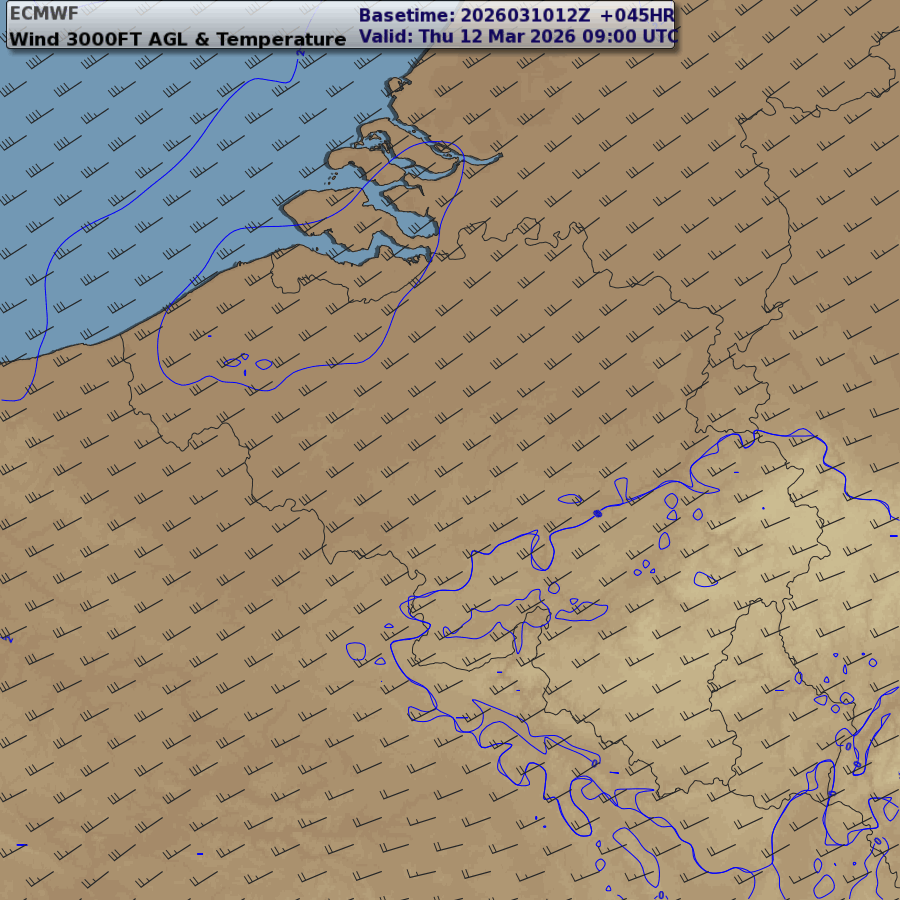 ECMWF
Basetime: 2026031012Z +045HR
Wind 3000FT AGL & Temperature
Valid: Thu 12 Mar 2026 09:00 UTC